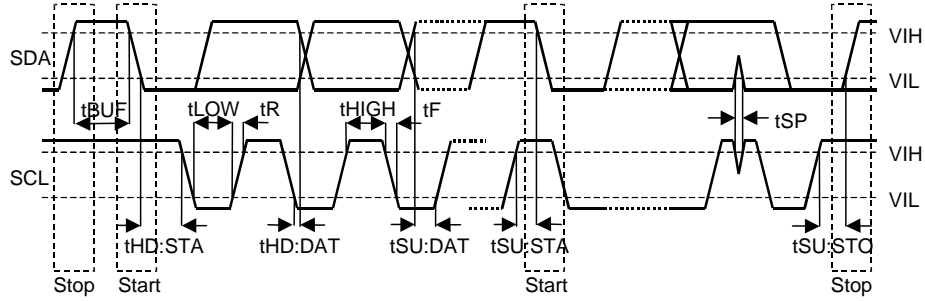 SDA
VIH
VIL
tBUF
tLOW
tR
tHIGH
tF
tSP
SCL
VIH
VIL
tHD:STA
tHD:DAT
tSU:DAT
tSU:STA
tSU:STO
Stop
Start
Start
Stop